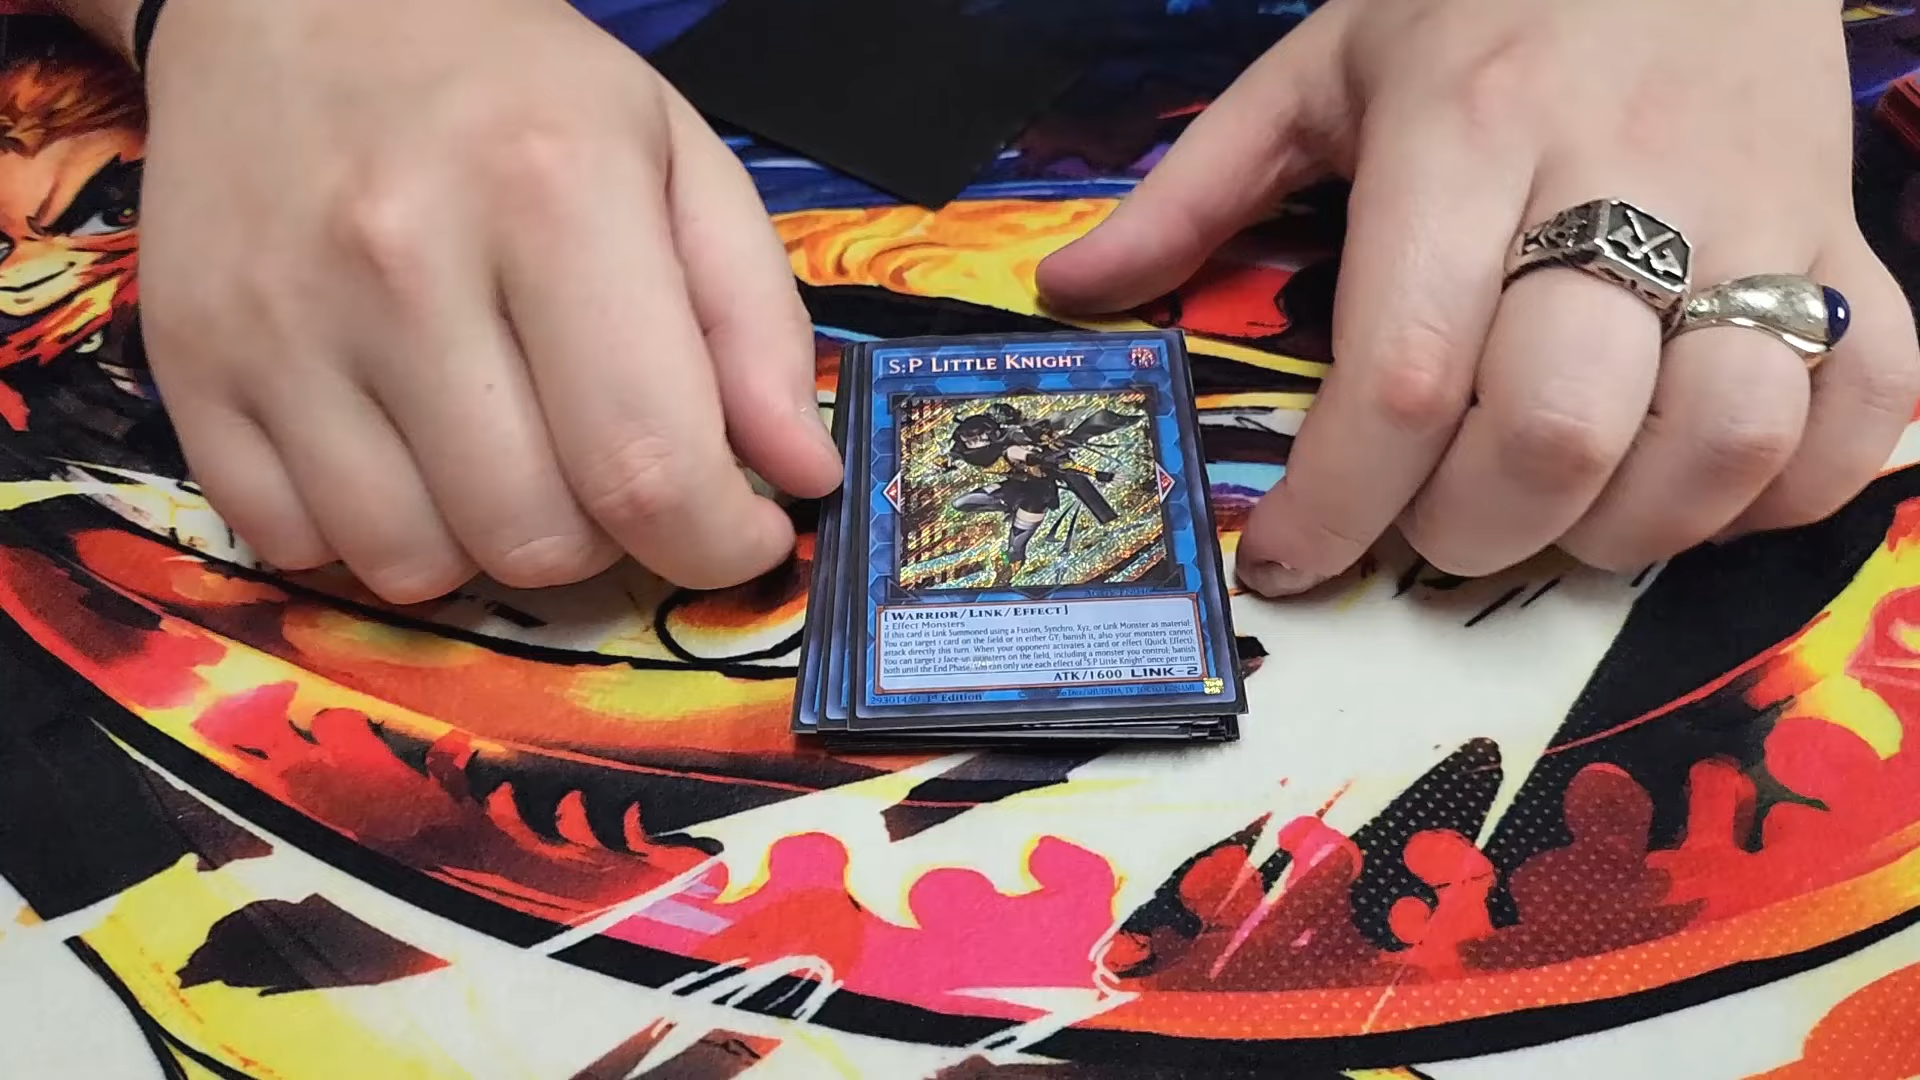 S:P LITTLE KNIGHT
[WARRIOR/LINK/EFFECT]
2 Effect Monsters
If this card is Link Summoned using a Fusion, Synchro, Xyz, or Link Monster as material:
You can target 1 card on the field or in either GY; banish it, also your monsters cannot
attack directly this turn. When your opponent activates a card or effect (Quick Effect):
You can target 2 face-up monsters on the field, including a monster you control; banish
both until the End Phase. You can only use each effect of "S:P Little Knight" once per turn
ATK/1600 LINK-2
29301450 1st Edition